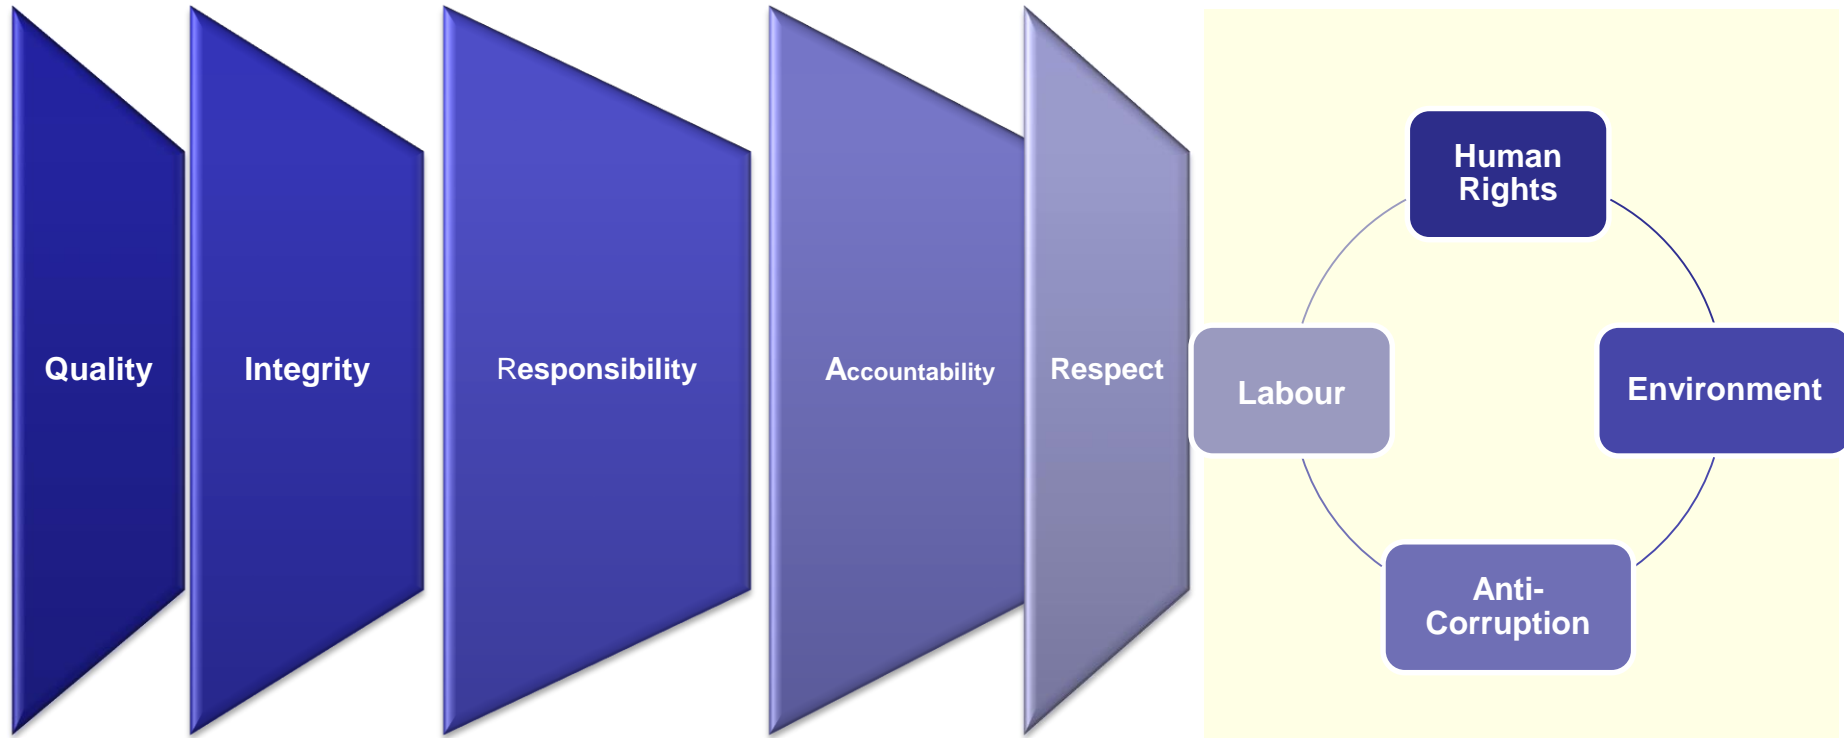 Quality
Integrity
Responsibility
Accountability
Respect
Human
Rights
Labour
Environment
Anti-
Corruption